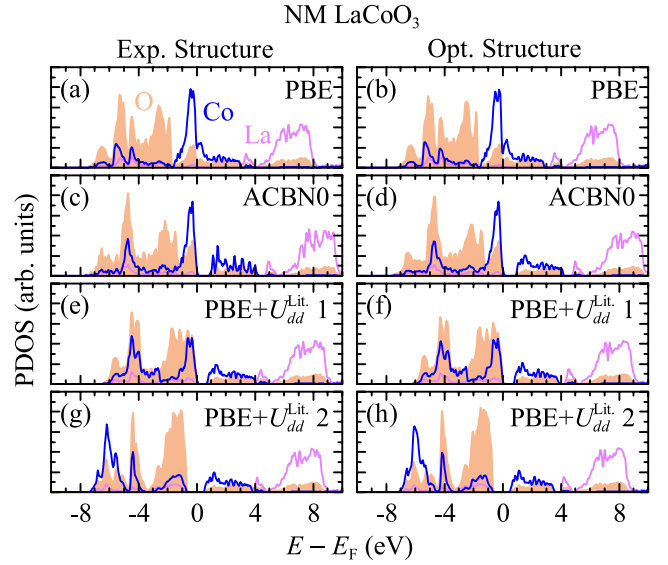 NM LaCoO₃
Exp. Structure Opt. Structure
(a) O Co La PBE
(b) PBE
(c) ACBN0
(d) ACBN0
(e) PBE+U_dd^Lit. 1
(f) PBE+U_dd^Lit. 1
(g) PBE+U_dd^Lit. 2
(h) PBE+U_dd^Lit. 2
PDOS (arb. units)
-8 -4 0 4 8 -8 -4 0 4 8
E − E_F (eV) E − E_F (eV)